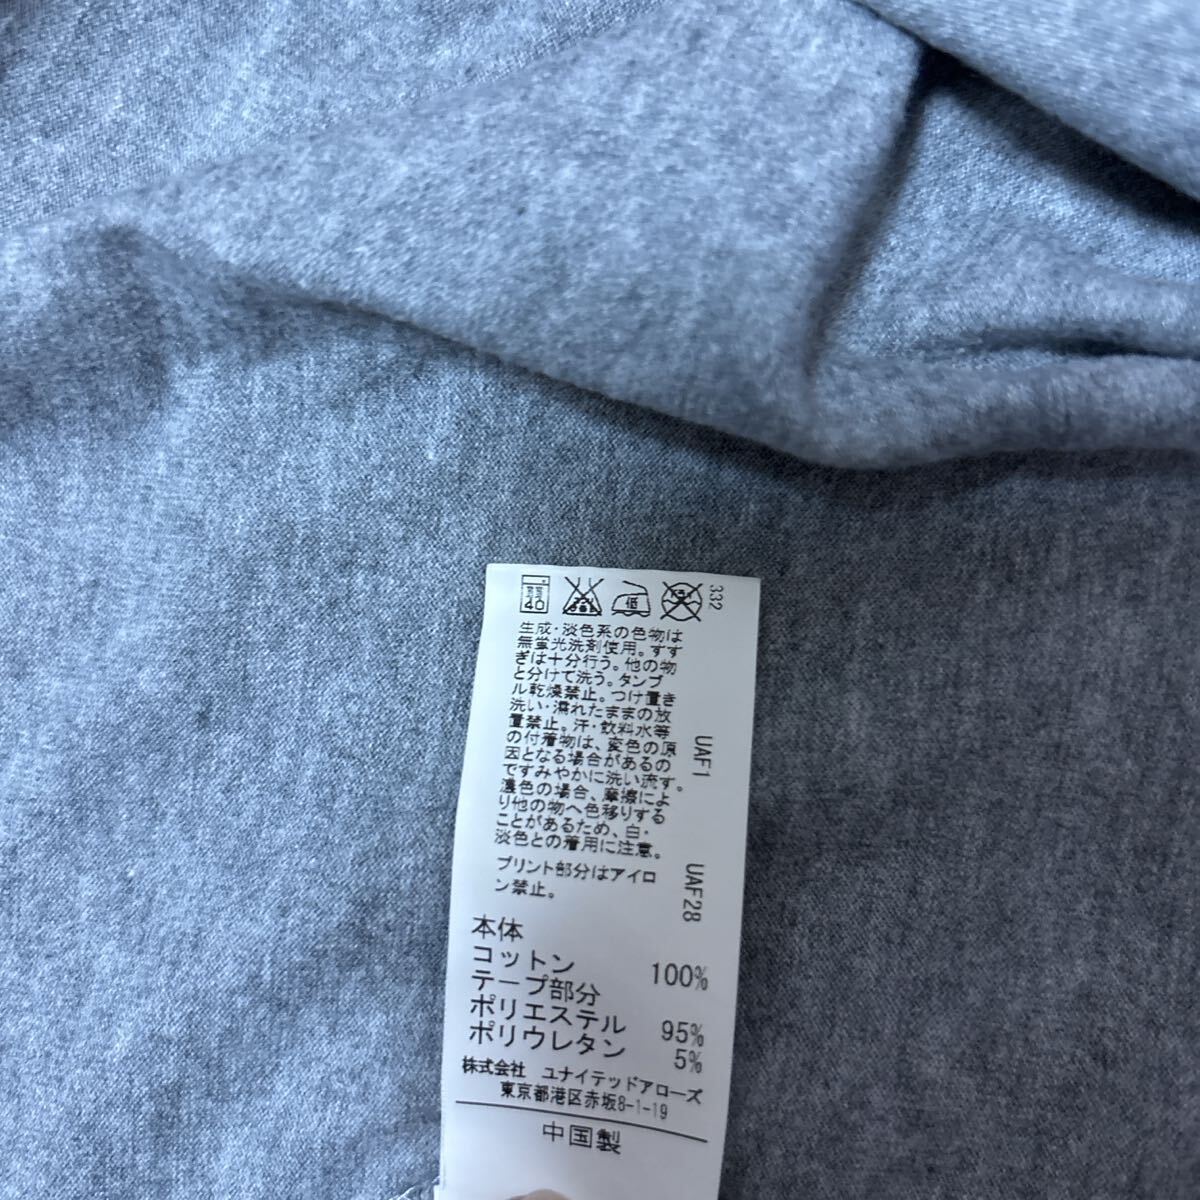 40
低
332
生成・淡色系の色物は
無蛍光洗剤使用。すす
ぎは十分行う。他の物
と分けて洗う。タンブ
ル乾燥禁止。つけ置き
洗い・濡れたままの放
置禁止。汗・飲料水等
の付着物は、変色の原
因となる場合があるの
ですみやかに洗い流す。
濃色の場合、摩擦によ
り他の物へ色移りする
ことがあるため、白・
淡色との着用に注意。
プリント部分はアイロ
ン禁止。
UAF1
UAF28
本体
コットン 100%
テープ部分
ポリエステル 95%
ポリウレタン 5%
株式会社 ユナイテッドアローズ
東京都港区赤坂8-1-19
中国製